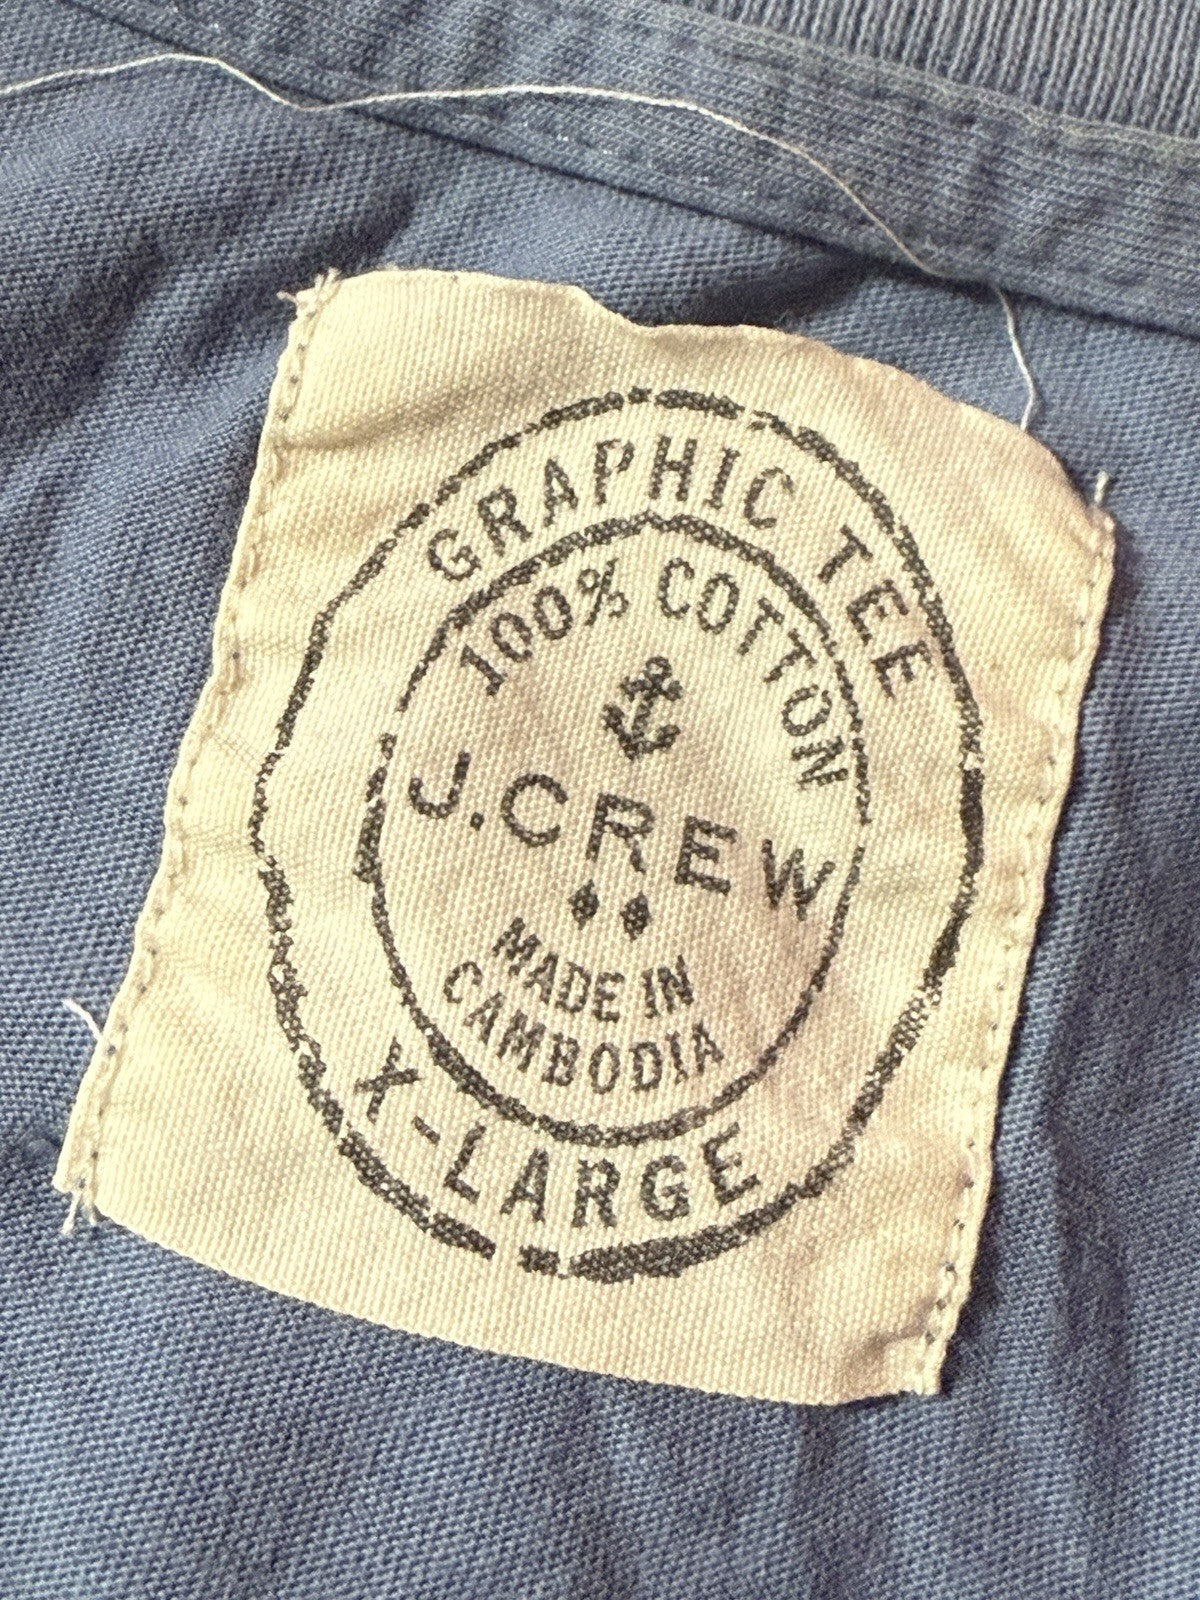 GRAPHIC TEE
100% COTTON
J.CREW
MADE IN
CAMBODIA
X-LARGE